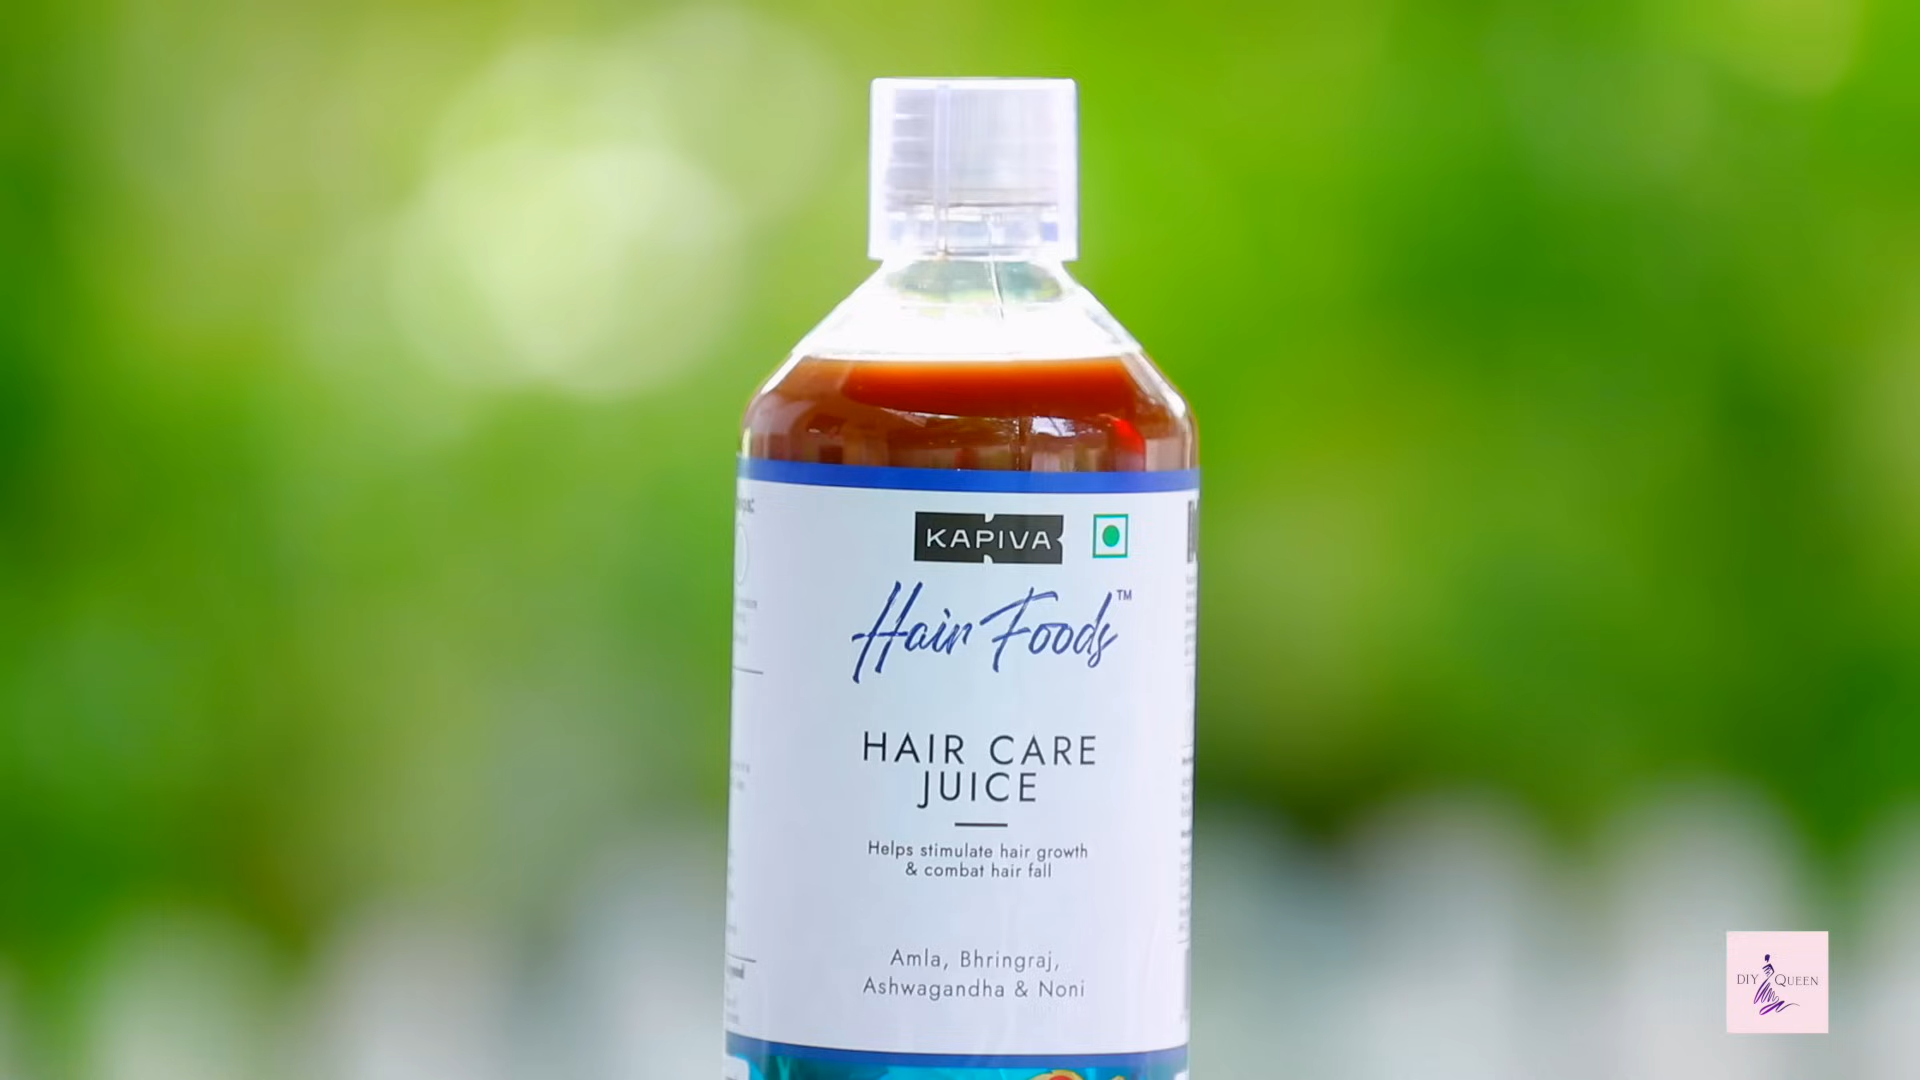 KAPIVA
Hair Foods™
HAIR CARE
JUICE
Helps stimulate hair growth
& combat hair fall
Amla, Bhringraj,
Ashwagandha & Noni
DIY QUEEN